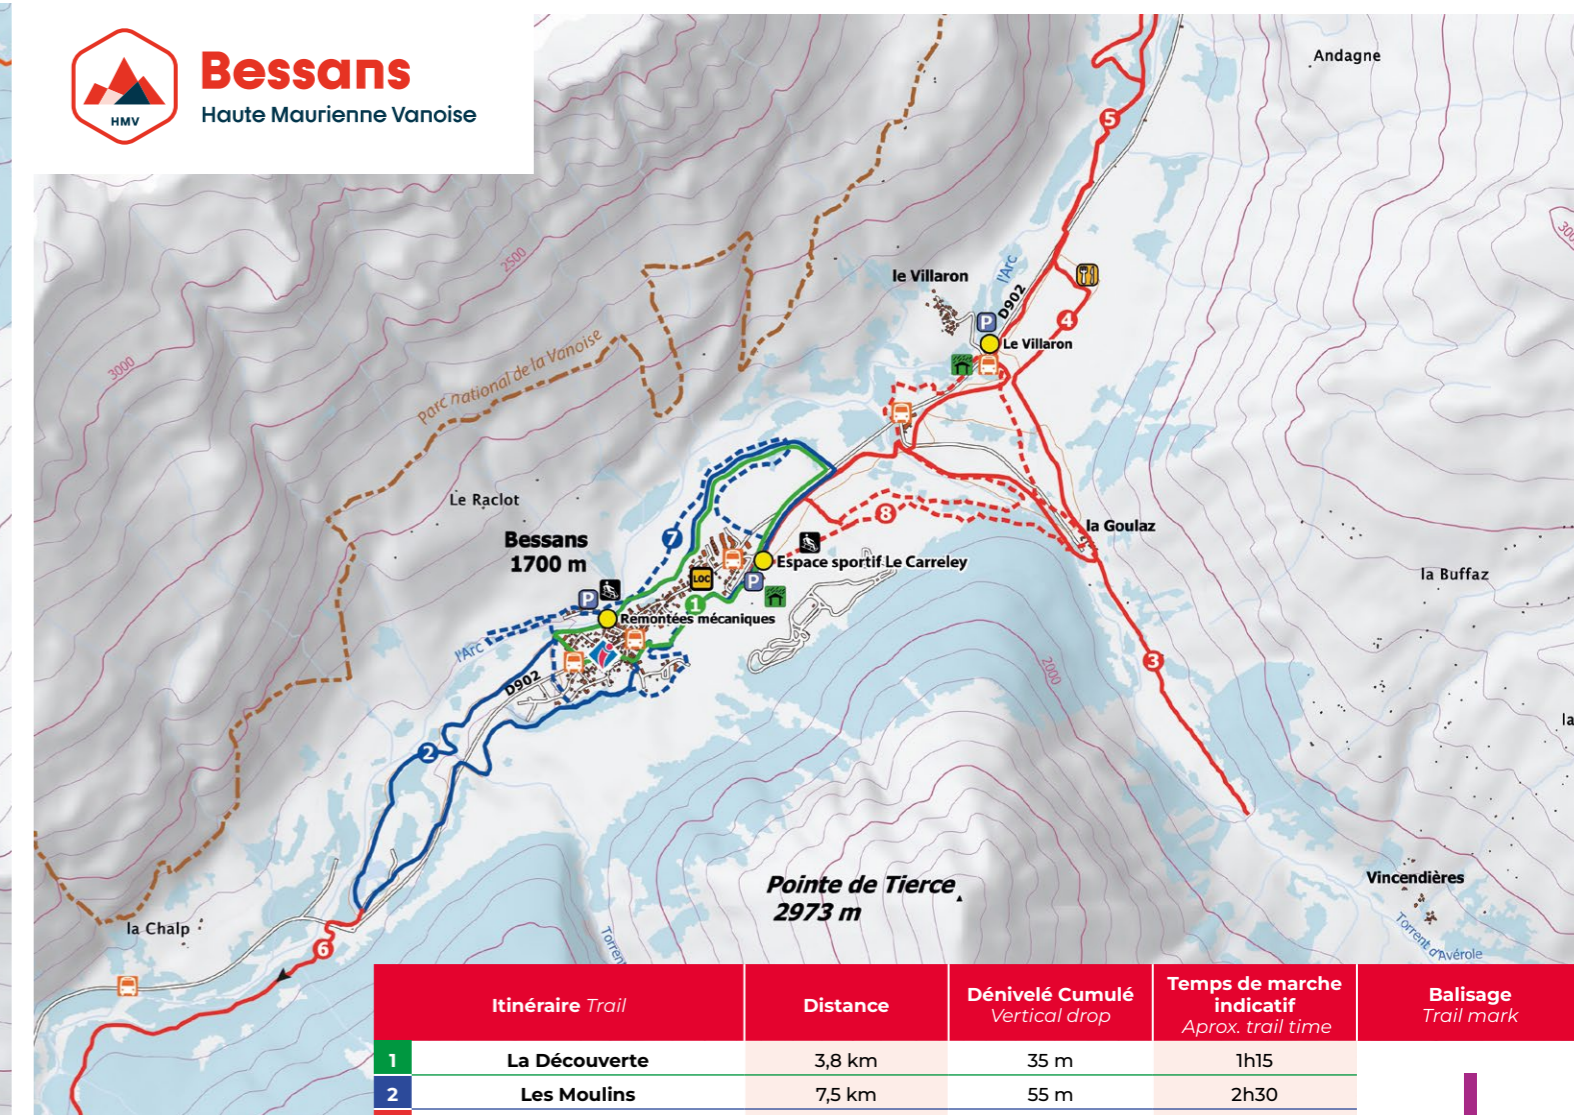 Bessans
Haute Maurienne Vanoise
HMV
Andagne
5
2500
le Villaron
l'Arc
D902
P
4
Le Villaron
3000
Parc national de la Vanoise
300
Le Raclot
Bessans
1700 m
7
8
la Goulaz
Espace sportif Le Carreley
LOC
P
P
1
la Buffaz
Remontées mécaniques
l'Arc
D902
2000
3
la
2
Pointe de Tierce
2973 m
Vincendières
la Chalp
6
Torren
Torrent d'Avérole
Itinéraire Trail
Distance
Dénivelé Cumulé
Vertical drop
Temps de marche
indicatif
Aprox. trail time
Balisage
Trail mark
1 La Découverte 3,8 km 35 m 1h15
2 Les Moulins 7,5 km 55 m 2h30